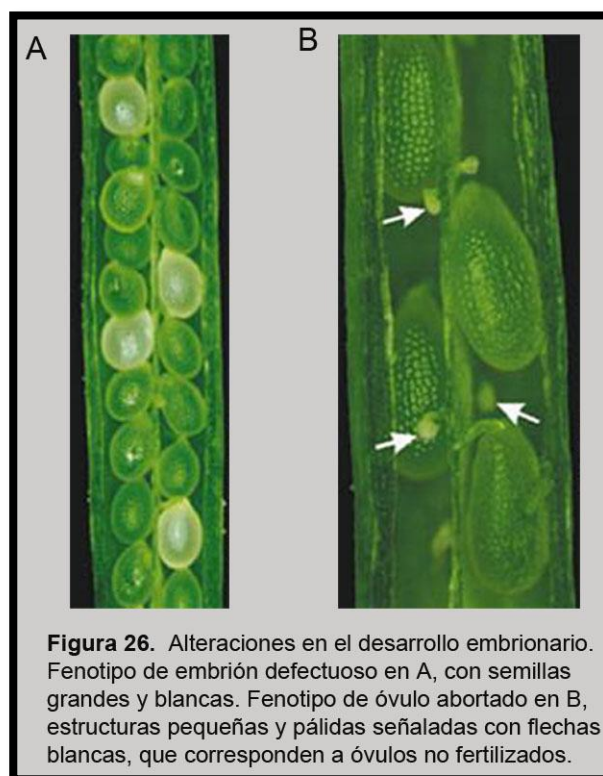 A B
Figura 26. Alteraciones en el desarrollo embrionario.
Fenotipo de embrión defectuoso en A, con semillas
grandes y blancas. Fenotipo de óvulo abortado en B,
estructuras pequeñas y pálidas señaladas con flechas
blancas, que corresponden a óvulos no fertilizados.